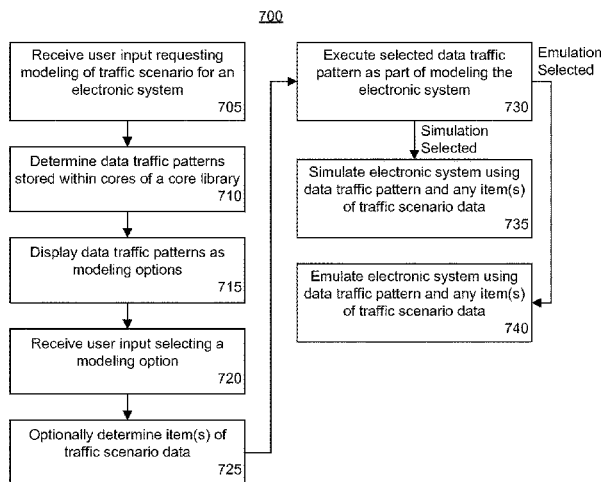 700
Receive user input requesting
modeling of traffic scenario for an
electronic system
705
Determine data traffic patterns
stored within cores of a core library
710
Display data traffic patterns as
modeling options
715
Receive user input selecting a
modeling option
720
Optionally determine item(s) of
traffic scenario data
725
Execute selected data traffic
pattern as part of modeling the
electronic system
730
Emulation
Selected
Simulation
Selected
Simulate electronic system using
data traffic pattern and any item(s)
of traffic scenario data
735
Emulate electronic system using
data traffic pattern and any item(s)
of traffic scenario data
740